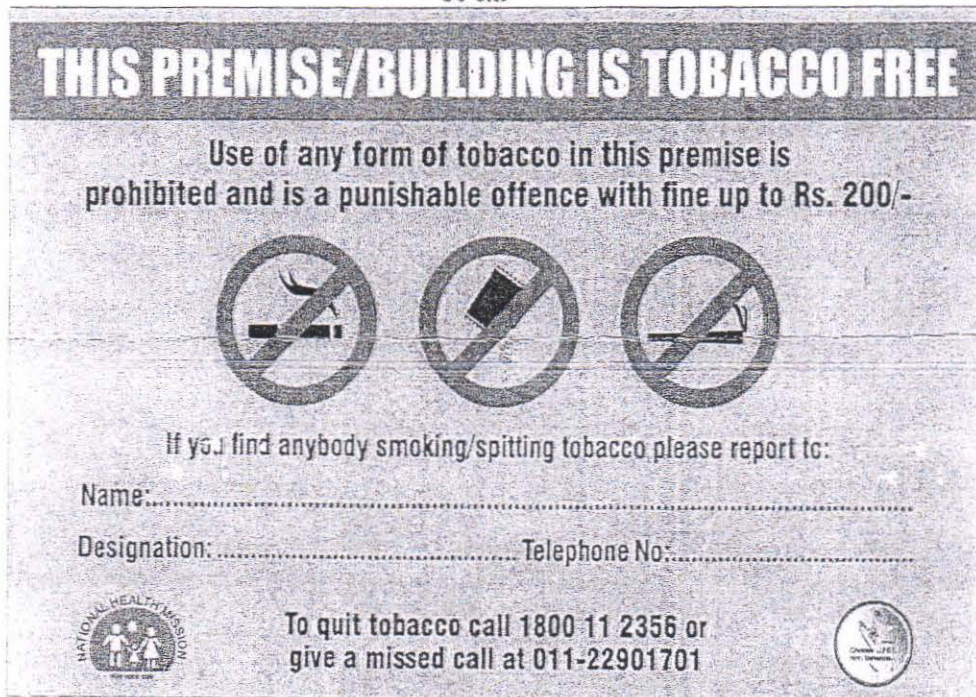 THIS PREMISE/BUILDING IS TOBACCO FREE
Use of any form of tobacco in this premise is
prohibited and is a punishable offence with fine up to Rs. 200/-
If you find anybody smoking/spitting tobacco please report to:
Name:
Designation: Telephone No:
NATIONAL HEALTH MISSION
To quit tobacco call 1800 11 2356 or
give a missed call at 011-22901701